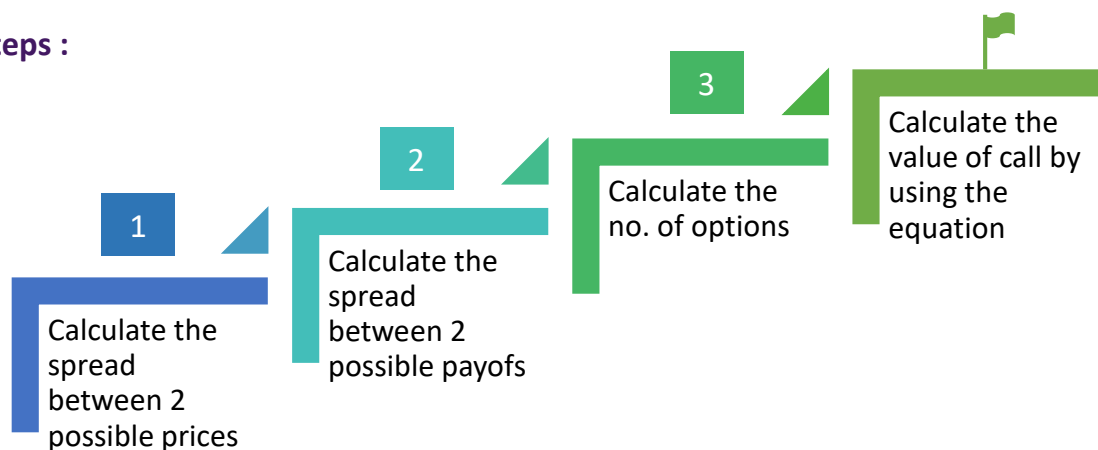 teps :
1
Calculate the
spread
between 2
possible prices
2
Calculate the
spread
between 2
possible payofs
3
Calculate the
no. of options
Calculate the
value of call by
using the
equation